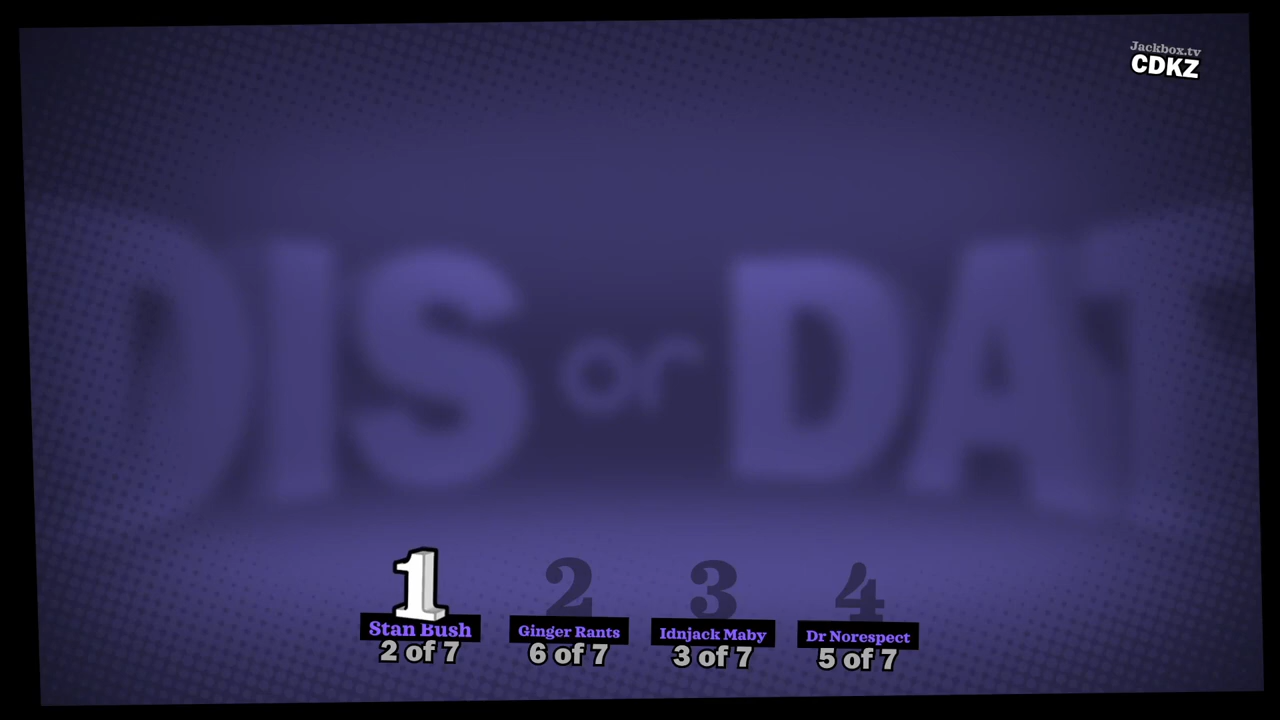 Jackbox.tv
CDKZ
DIS or DAT
1 2 3 4
Stan Bush Ginger Rants Idnjack Maby Dr Norespect
2 of 7 6 of 7 3 of 7 5 of 7